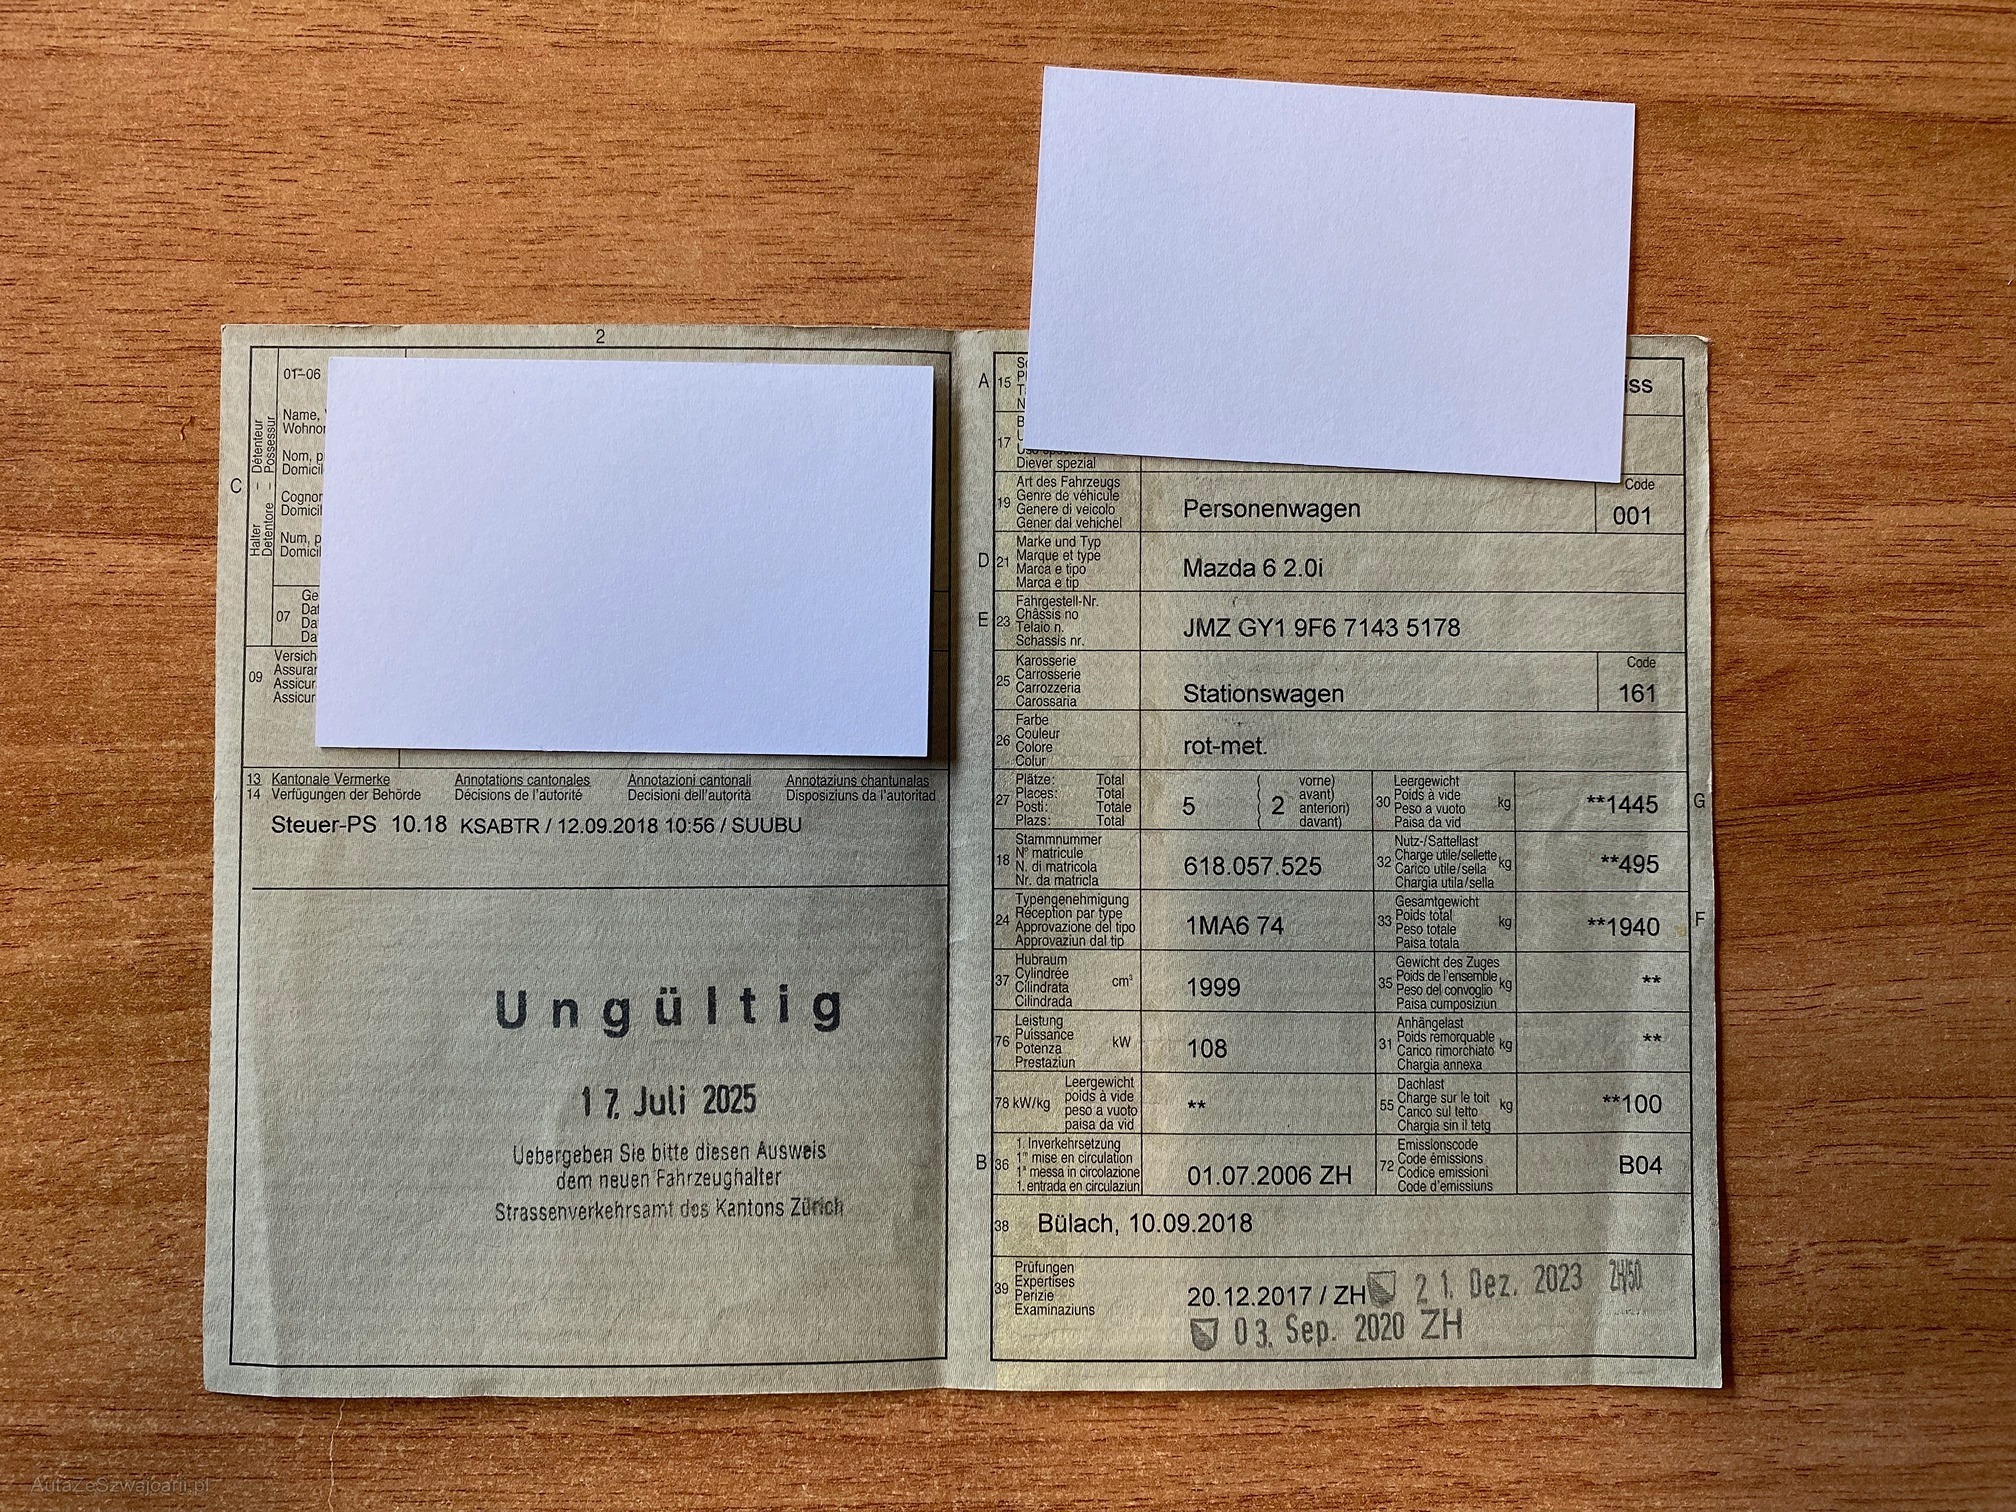 2
01-06
Name,
Wohnor
Nom, p
Domicil
Cognor
Domicil
Num, p
Domicil
Halter – Détenteur
Detentore – Possessur
C
07
Ge
Dat
Da
Da
09
Versich
Assurar
Assicur
Assicur
13 Kantonale Vermerke Annotations cantonales Annotazioni cantonali Annotaziuns chantunalas
14 Verfügungen der Behörde Décisions de l'autorité Decisioni dell'autorità Disposiziuns da l'autoritad
Steuer-PS 10.18 KSABTR / 12.09.2018 10:56 / SUUBU
Ungültig
17. Juli 2025
Uebergeben Sie bitte diesen Ausweis
dem neuen Fahrzeughalter
Strassenverkehrsamt des Kantons Zürich
A 15
iss
17
Diever spezial
19
Art des Fahrzeugs
Genre de véhicule
Genere di veicolo
Gener dal vehichel
Personenwagen
Code
001
D 21
Marke und Typ
Marque et type
Marca e tipo
Marca e tip
Mazda 6 2.0i
E 23
Fahrgestell-Nr.
Châssis no
Telaio n.
Schassis nr.
JMZ GY1 9F6 7143 5178
25
Karosserie
Carrosserie
Carrozzeria
Carossaria
Stationswagen
Code
161
26
Farbe
Couleur
Colore
Colur
rot-met.
27
Plätze: Total
Places: Total
Posti: Totale
Plazs: Total
5
( vorne)
2
( avant)
( anteriori)
( davant)
30
Leergewicht
Poids à vide
Peso a vuoto
Paisa da vid
kg
**1445
G
18
Stammnummer
N° matricule
N. di matricola
Nr. da matricla
618.057.525
32
Nutz-/Sattellast
Charge utile/sellette
Carico utile/sella
Chargia utila/sella
kg
**495
24
Typengenehmigung
Réception par type
Approvazione del tipo
Approvaziun dal tip
1MA6 74
33
Gesamtgewicht
Poids total
Peso totale
Paisa totala
kg
**1940
F
37
Hubraum
Cylindrée
Cilindrata
Cilindrada
cm³
1999
35
Gewicht des Zuges
Poids de l'ensemble
Peso del convoglio
Paisa cumposiziun
kg
**
76
Leistung
Puissance
Potenza
Prestaziun
kW
108
31
Anhängelast
Poids remorquable
Carico rimorchiato
Chargia annexa
kg
**
78 kW/kg
Leergewicht
poids à vide
peso a vuoto
paisa da vid
**
55
Dachlast
Charge sur le toit
Carico sul tetto
Chargia sin il tetg
kg
**100
B 36
1. Inverkehrsetzung
1re mise en circulation
1a messa in circolazione
1. entrada en circulaziun
01.07.2006 ZH
72
Emissionscode
Code émissions
Codice emissioni
Code d'emissiuns
B04
38 Bülach, 10.09.2018
39
Prüfungen
Expertises
Perizie
Examinaziuns
20.12.2017 / ZH 21. Dez. 2023 ZH/50
03. Sep. 2020 ZH
AutaZeSzwajcarii.pl